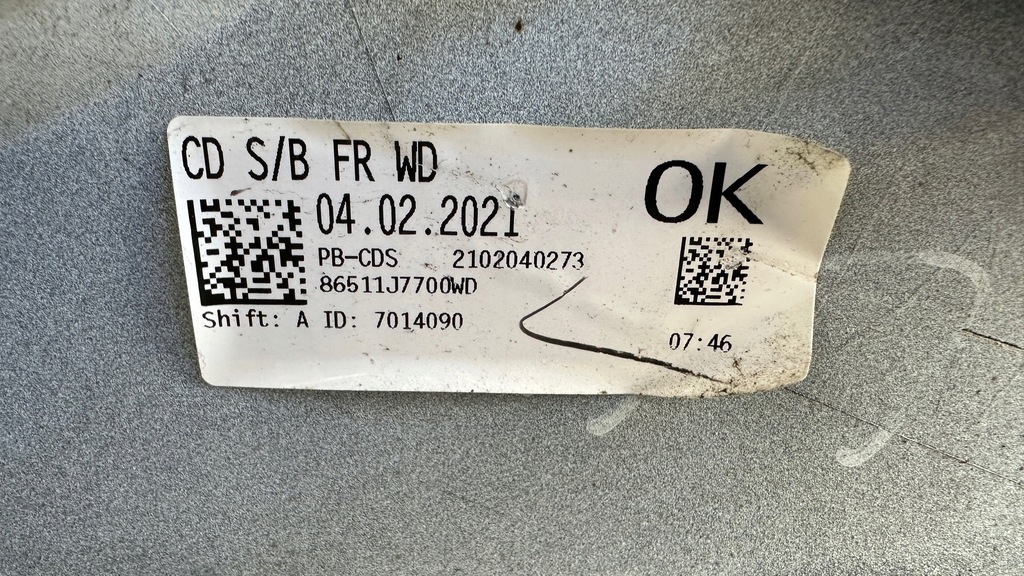 CD S/B FR WD
OK
04.02.2021
PB-CDS 2102040273
86511J7700WD
Shift: A ID: 7014090
07:46